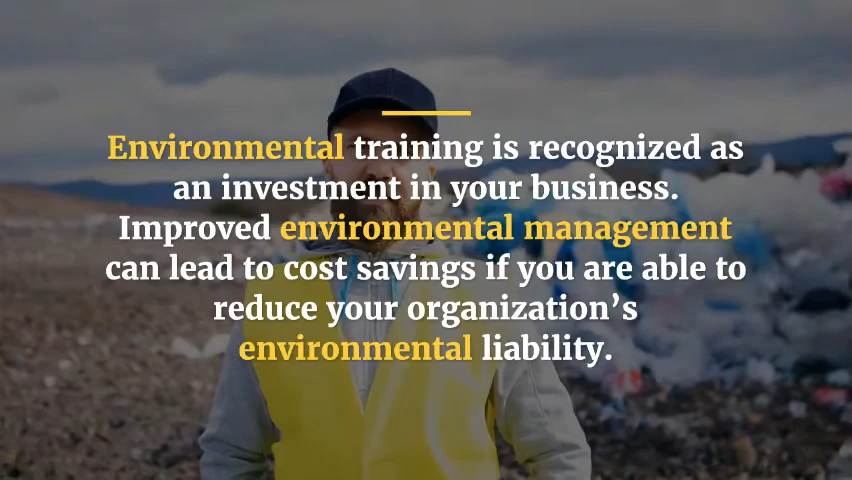 Environmental training is recognized as
an investment in your business.
Improved environmental management
can lead to cost savings if you are able to
reduce your organization’s
environmental liability.